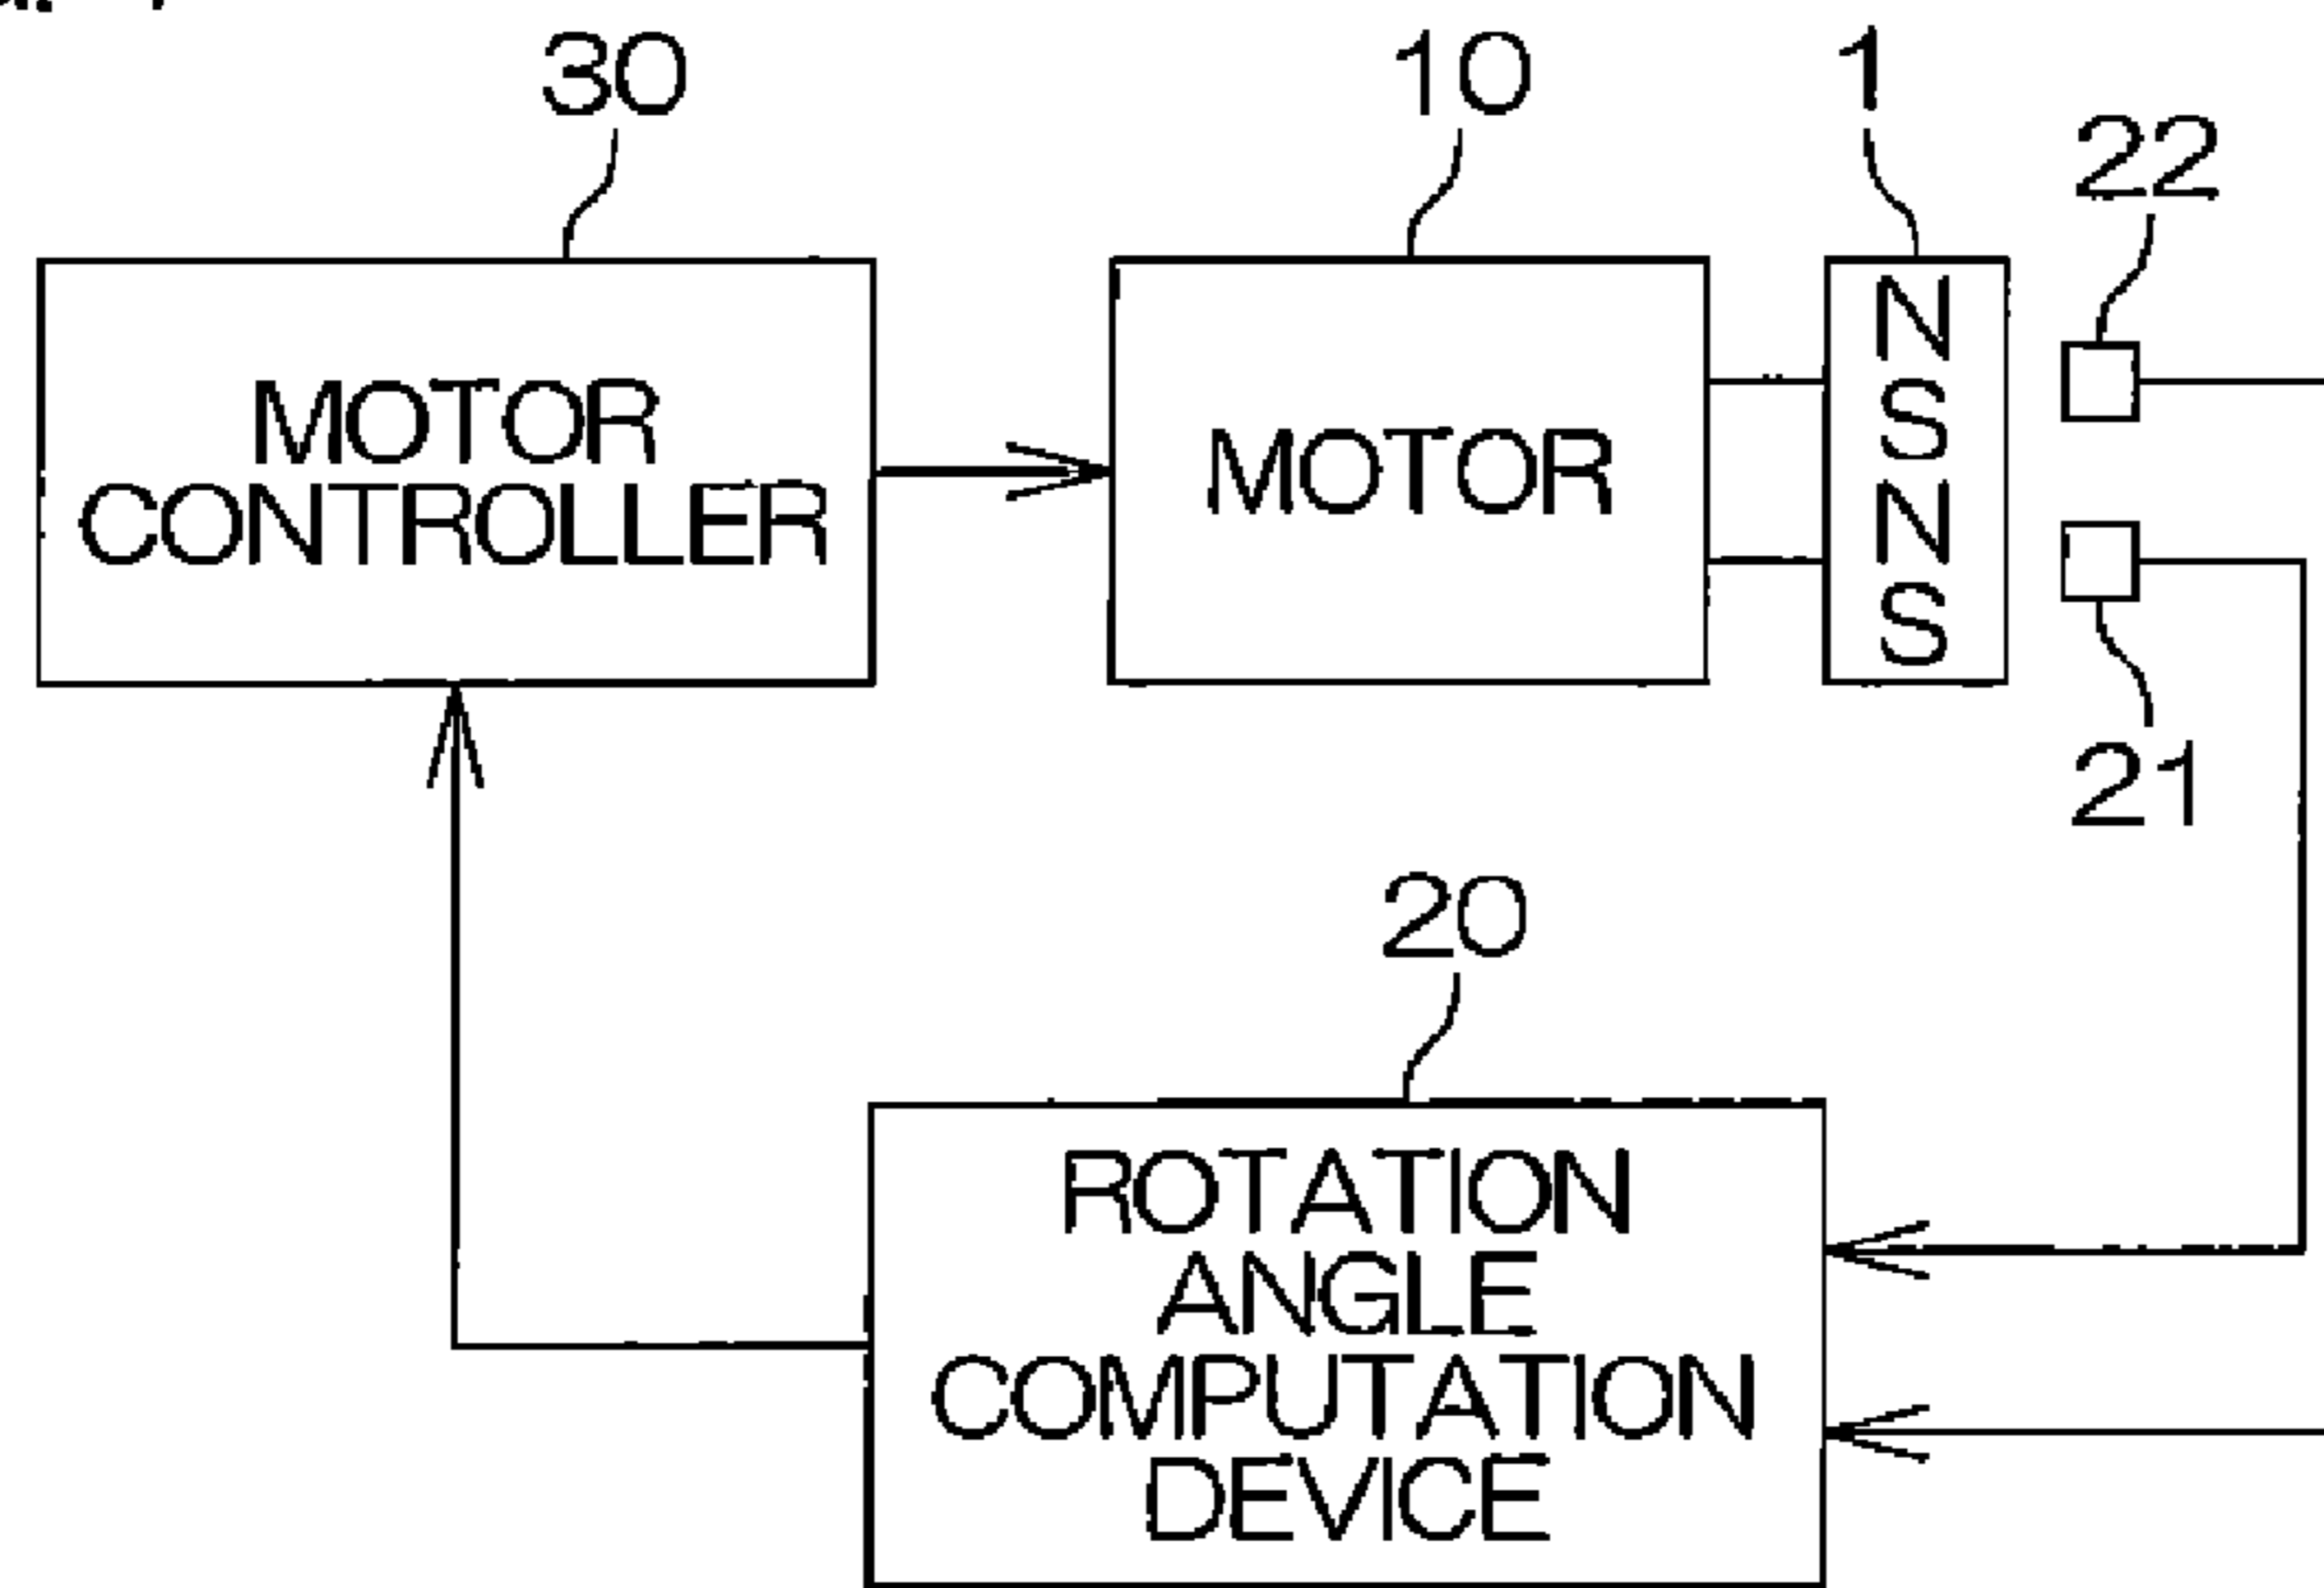 30
10
1
22
MOTOR
CONTROLLER
MOTOR
N
S
N
S
21
20
ROTATION
ANGLE
COMPUTATION
DEVICE